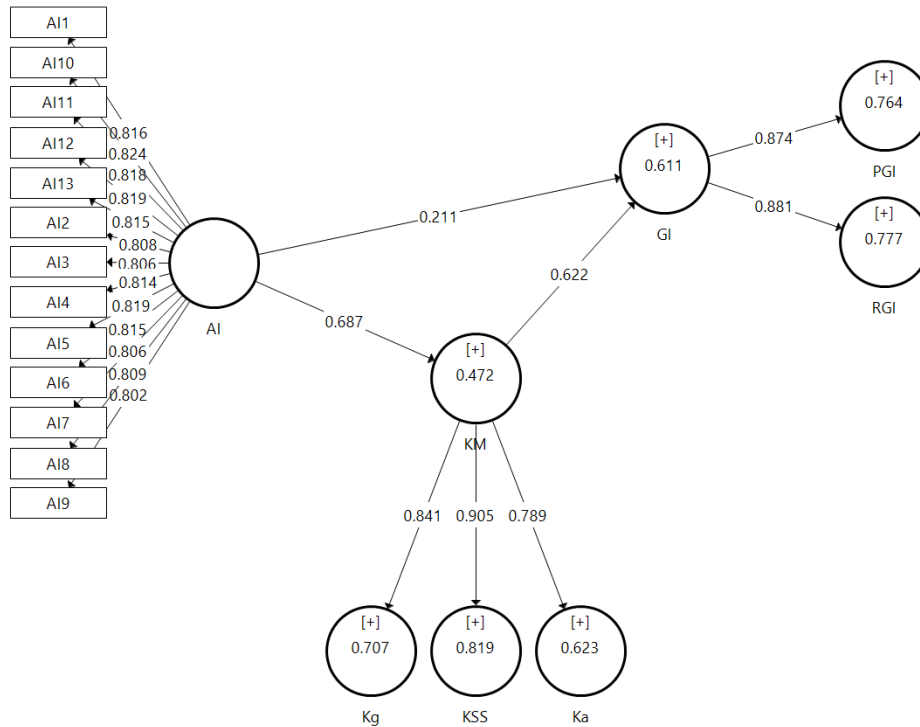 AI1
AI10
AI11
AI12
AI13
AI2
AI3
AI4
AI5
AI6
AI7
AI8
AI9
0.816
0.824
0.818
0.819
0.815
0.808
0.806
0.814
0.819
0.815
0.806
0.809
0.802
AI
0.211
0.687
[+]
0.611
GI
0.622
0.874
0.881
[+]
0.764
PGI
[+]
0.777
RGI
[+]
0.472
KM
0.841
0.905
0.789
[+]
0.707
Kg
[+]
0.819
KSS
[+]
0.623
Ka